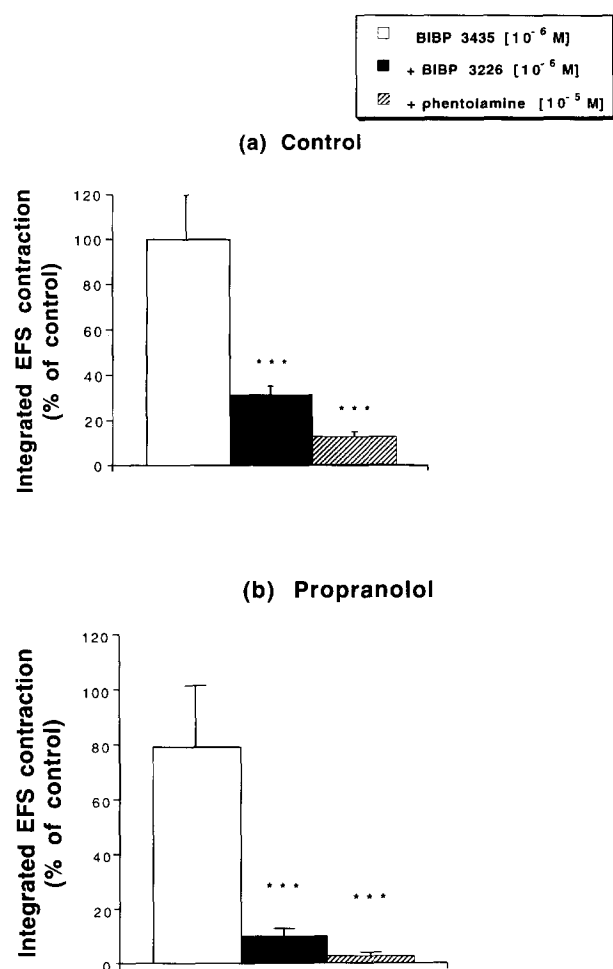 BIBP 3435 [10⁻⁶ M]
+ BIBP 3226 [10⁻⁶ M]
+ phentolamine [10⁻⁵ M]
(a) Control
Integrated EFS contraction
(% of control)
120
100
80
60
40
20
0
* * *
* * *
(b) Propranolol
Integrated EFS contraction
(% of control)
120
100
80
60
40
20
0
* * *
* * *